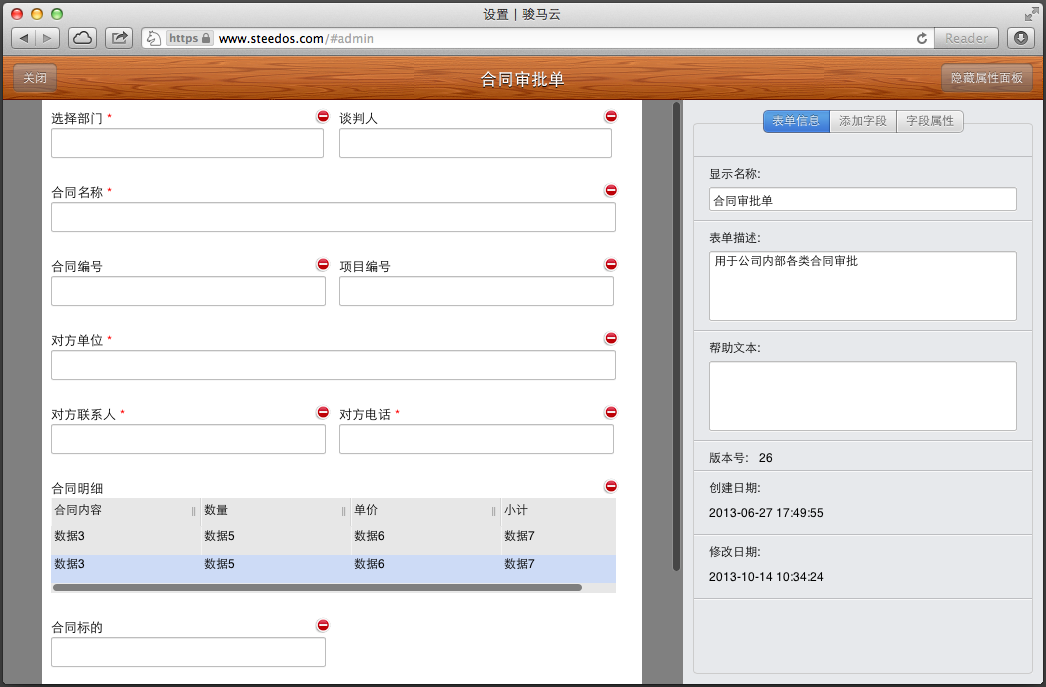 设置 | 骏马云
https www.steedos.com/#admin Reader
关闭 合同审批单 隐藏属性面板
选择部门 * 谈判人
合同名称 *
合同编号 项目编号
对方单位 *
对方联系人 * 对方电话 *
合同明细
合同内容 数量 单价 小计
数据3 数据5 数据6 数据7
数据3 数据5 数据6 数据7
合同标的
表单信息 添加字段 字段属性
显示名称:
合同审批单
表单描述:
用于公司内部各类合同审批
帮助文本:
版本号: 26
创建日期:
2013-06-27 17:49:55
修改日期:
2013-10-14 10:34:24